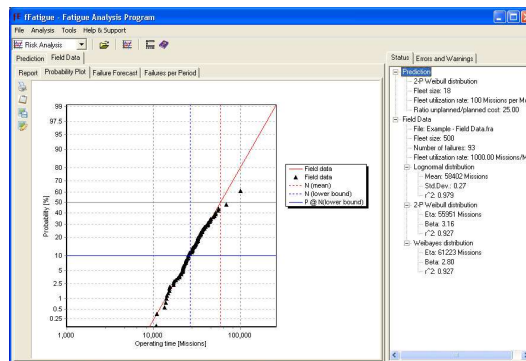 fFatigue - Fatigue Analysis Program
File Analysis Tools Help & Support
Risk Analysis
Prediction Field Data
Report Probability Plot Failure Forecast Failures per Period
99
97.5
95
90
80
70
60
50
40
30
20
10
5
2.5
1
0.5
0.25
Probability [%]
1,000 10,000 100,000
Operating time [Missions]
Field data
Field data
N (mean)
N (lower bound)
P @ N(lower bound)
Status Errors and Warnings
Prediction
2-P Weibull distribution
Fleet size: 18
Fleet utilization rate: 100 Missions per Mo
Ratio unplanned/planned cost: 25.00
Field Data
File: Example - Field Data.fra
Fleet size: 500
Number of failures: 93
Fleet utilization rate: 1000.00 Missions/M
Lognormal distribution
Mean: 58402 Missions
Std.Dev.: 0.27
r^2: 0.979
2-P Weibull distribution
Eta: 55951 Missions
Beta: 3.16
r^2: 0.927
Weibayes distribution
Eta: 61223 Missions
Beta: 2.80
r^2: 0.927